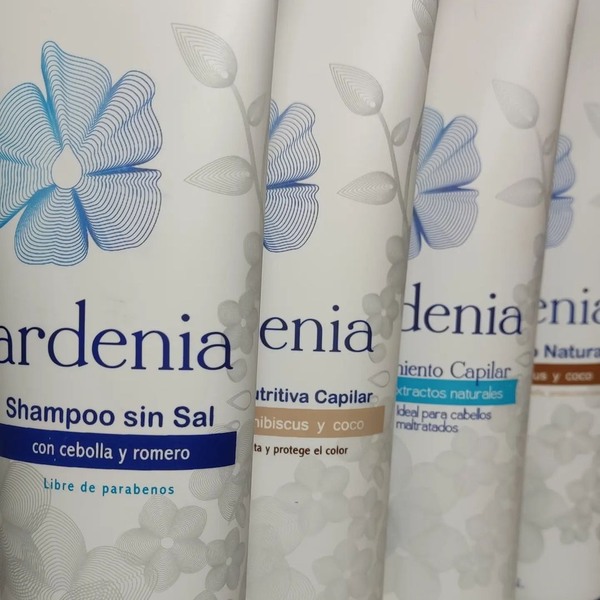 ardenia
Shampoo sin Sal
con cebolla y romero
Libre de parabenos
enia
utritiva Capilar
hibiscus y coco
ta y protege el color
denia
miento Capilar
xtractos naturales
Ideal para cabellos
maltratados
enia
o Natura
us y coco